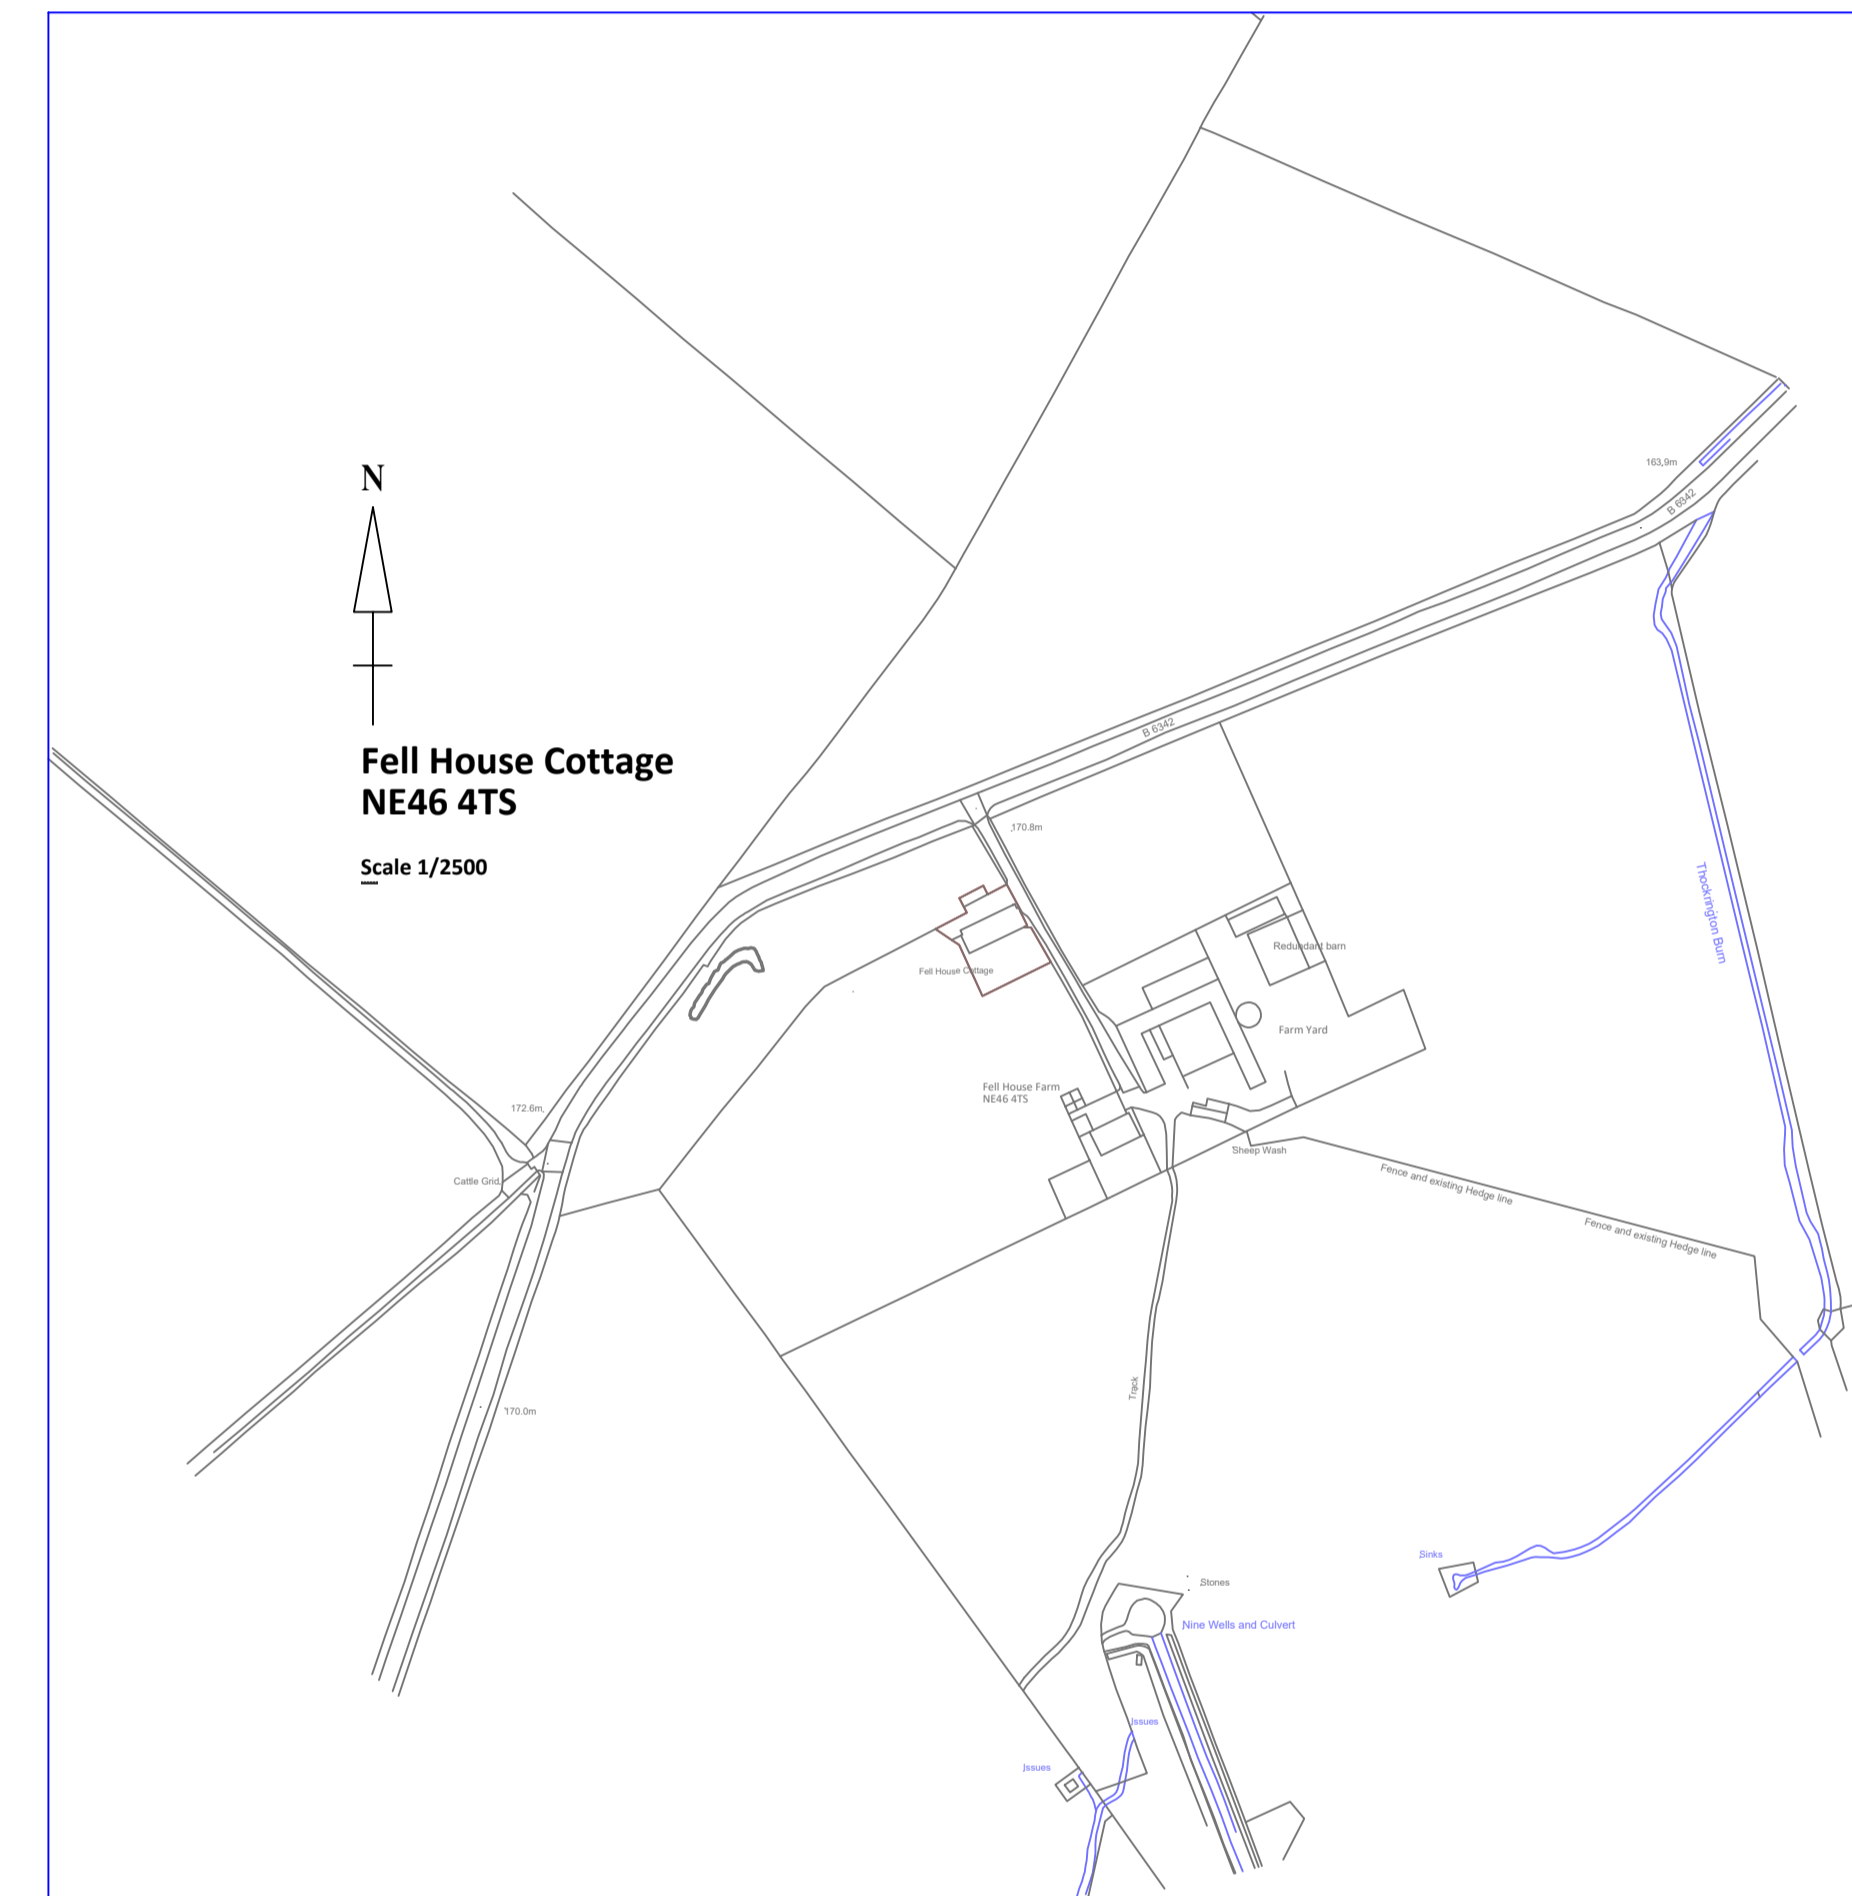 N
163.9m
B 6342
B 6342
Fell House Cottage
NE46 4TS
Scale 1/2500
170.8m
Thockrington Burn
Redundant barn
Fell House Cottage
Farm Yard
Fell House Farm
NE46 4TS
172.6m
Sheep Wash
Cattle Grid
Fence and existing Hedge line
Fence and existing Hedge line
Track
170.0m
Sinks
Stones
Nine Wells and Culvert
Issues
Issues